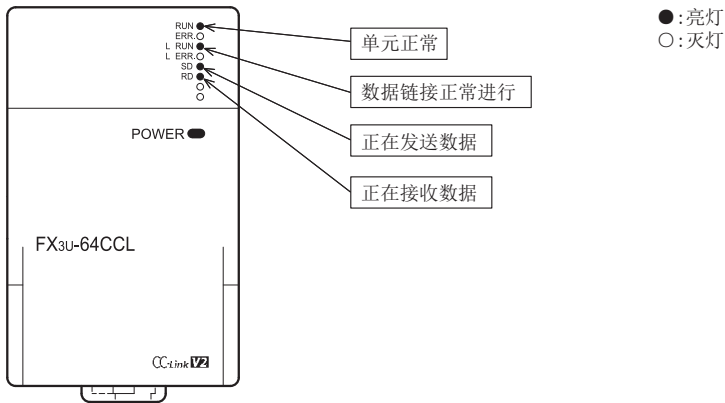 RUN
ERR.
L RUN
L ERR.
SD
RD
POWER
FX3U-64CCL
CC-Link V2
单元正常
数据链接正常进行
正在发送数据
正在接收数据
●:亮灯
○:灭灯